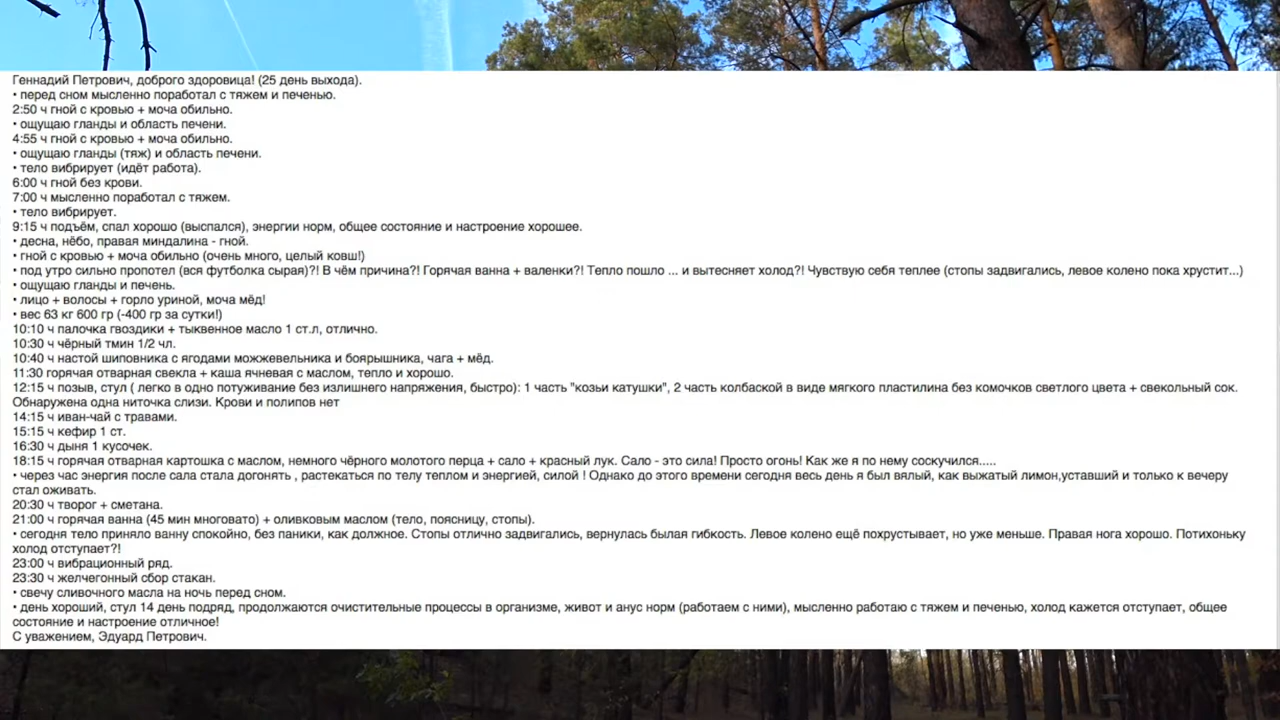 Геннадий Петрович, доброго здоровица! (25 день выхода).
• перед сном мысленно поработал с тяжем и печенью.
2:50 ч гной с кровью + моча обильно.
• ощущаю гланды и область печени.
4:55 ч гной с кровью + моча обильно.
• ощущаю гланды (тяж) и область печени.
• тело вибрирует (идёт работа).
6:00 ч гной без крови.
7:00 ч мысленно поработал с тяжем.
• тело вибрирует.
9:15 ч подъём, спал хорошо (выспался), энергии норм, общее состояние и настроение хорошее.
• десна, нёбо, правая миндалина - гной.
• гной с кровью + моча обильно (очень много, целый ковш!)
• под утро сильно пропотел (вся футболка сырая)?! В чём причина?! Горячая ванна + валенки?! Тепло пошло ... и вытесняет холод?! Чувствую себя теплее (стопы задвигались, левое колено пока хрустит...)
• ощущаю гланды и печень.
• лицо + волосы + горло уриной, моча мёд!
• вес 63 кг 600 гр (-400 гр за сутки!)
10:10 ч палочка гвоздики + тыквенное масло 1 ст.л, отлично.
10:30 ч чёрный тмин 1/2 чл.
10:40 ч настой шиповника с ягодами можжевельника и боярышника, чага + мёд.
11:30 горячая отварная свекла + каша ячневая с маслом, тепло и хорошо.
12:15 ч позыв, стул ( легко в одно потуживание без излишнего напряжения, быстро): 1 часть "козьи катушки", 2 часть колбаской в виде мягкого пластилина без комочков светлого цвета + свекольный сок.
Обнаружена одна ниточка слизи. Крови и полипов нет
14:15 ч иван-чай с травами.
15:15 ч кефир 1 ст.
16:30 ч дыня 1 кусочек.
18:15 ч горячая отварная картошка с маслом, немного чёрного молотого перца + сало + красный лук. Сало - это сила! Просто огонь! Как же я по нему соскучился.....
• через час энергия после сала стала догонять , растекаться по телу теплом и энергией, силой ! Однако до этого времени сегодня весь день я был вялый, как выжатый лимон,уставший и только к вечеру
стал оживать.
20:30 ч творог + сметана.
21:00 ч горячая ванна (45 мин многовато) + оливковым маслом (тело, поясницу, стопы).
• сегодня тело приняло ванну спокойно, без паники, как должное. Стопы отлично задвигались, вернулась былая гибкость. Левое колено ещё похрустывает, но уже меньше. Правая нога хорошо. Потихоньку
холод отступает?!
23:00 ч вибрационный ряд.
23:30 ч желчегонный сбор стакан.
• свечу сливочного масла на ночь перед сном.
• день хороший, стул 14 день подряд, продолжаются очистительные процессы в организме, живот и анус норм (работаем с ними), мысленно работаю с тяжем и печенью, холод кажется отступает, общее
состояние и настроение отличное!
С уважением, Эдуард Петрович.